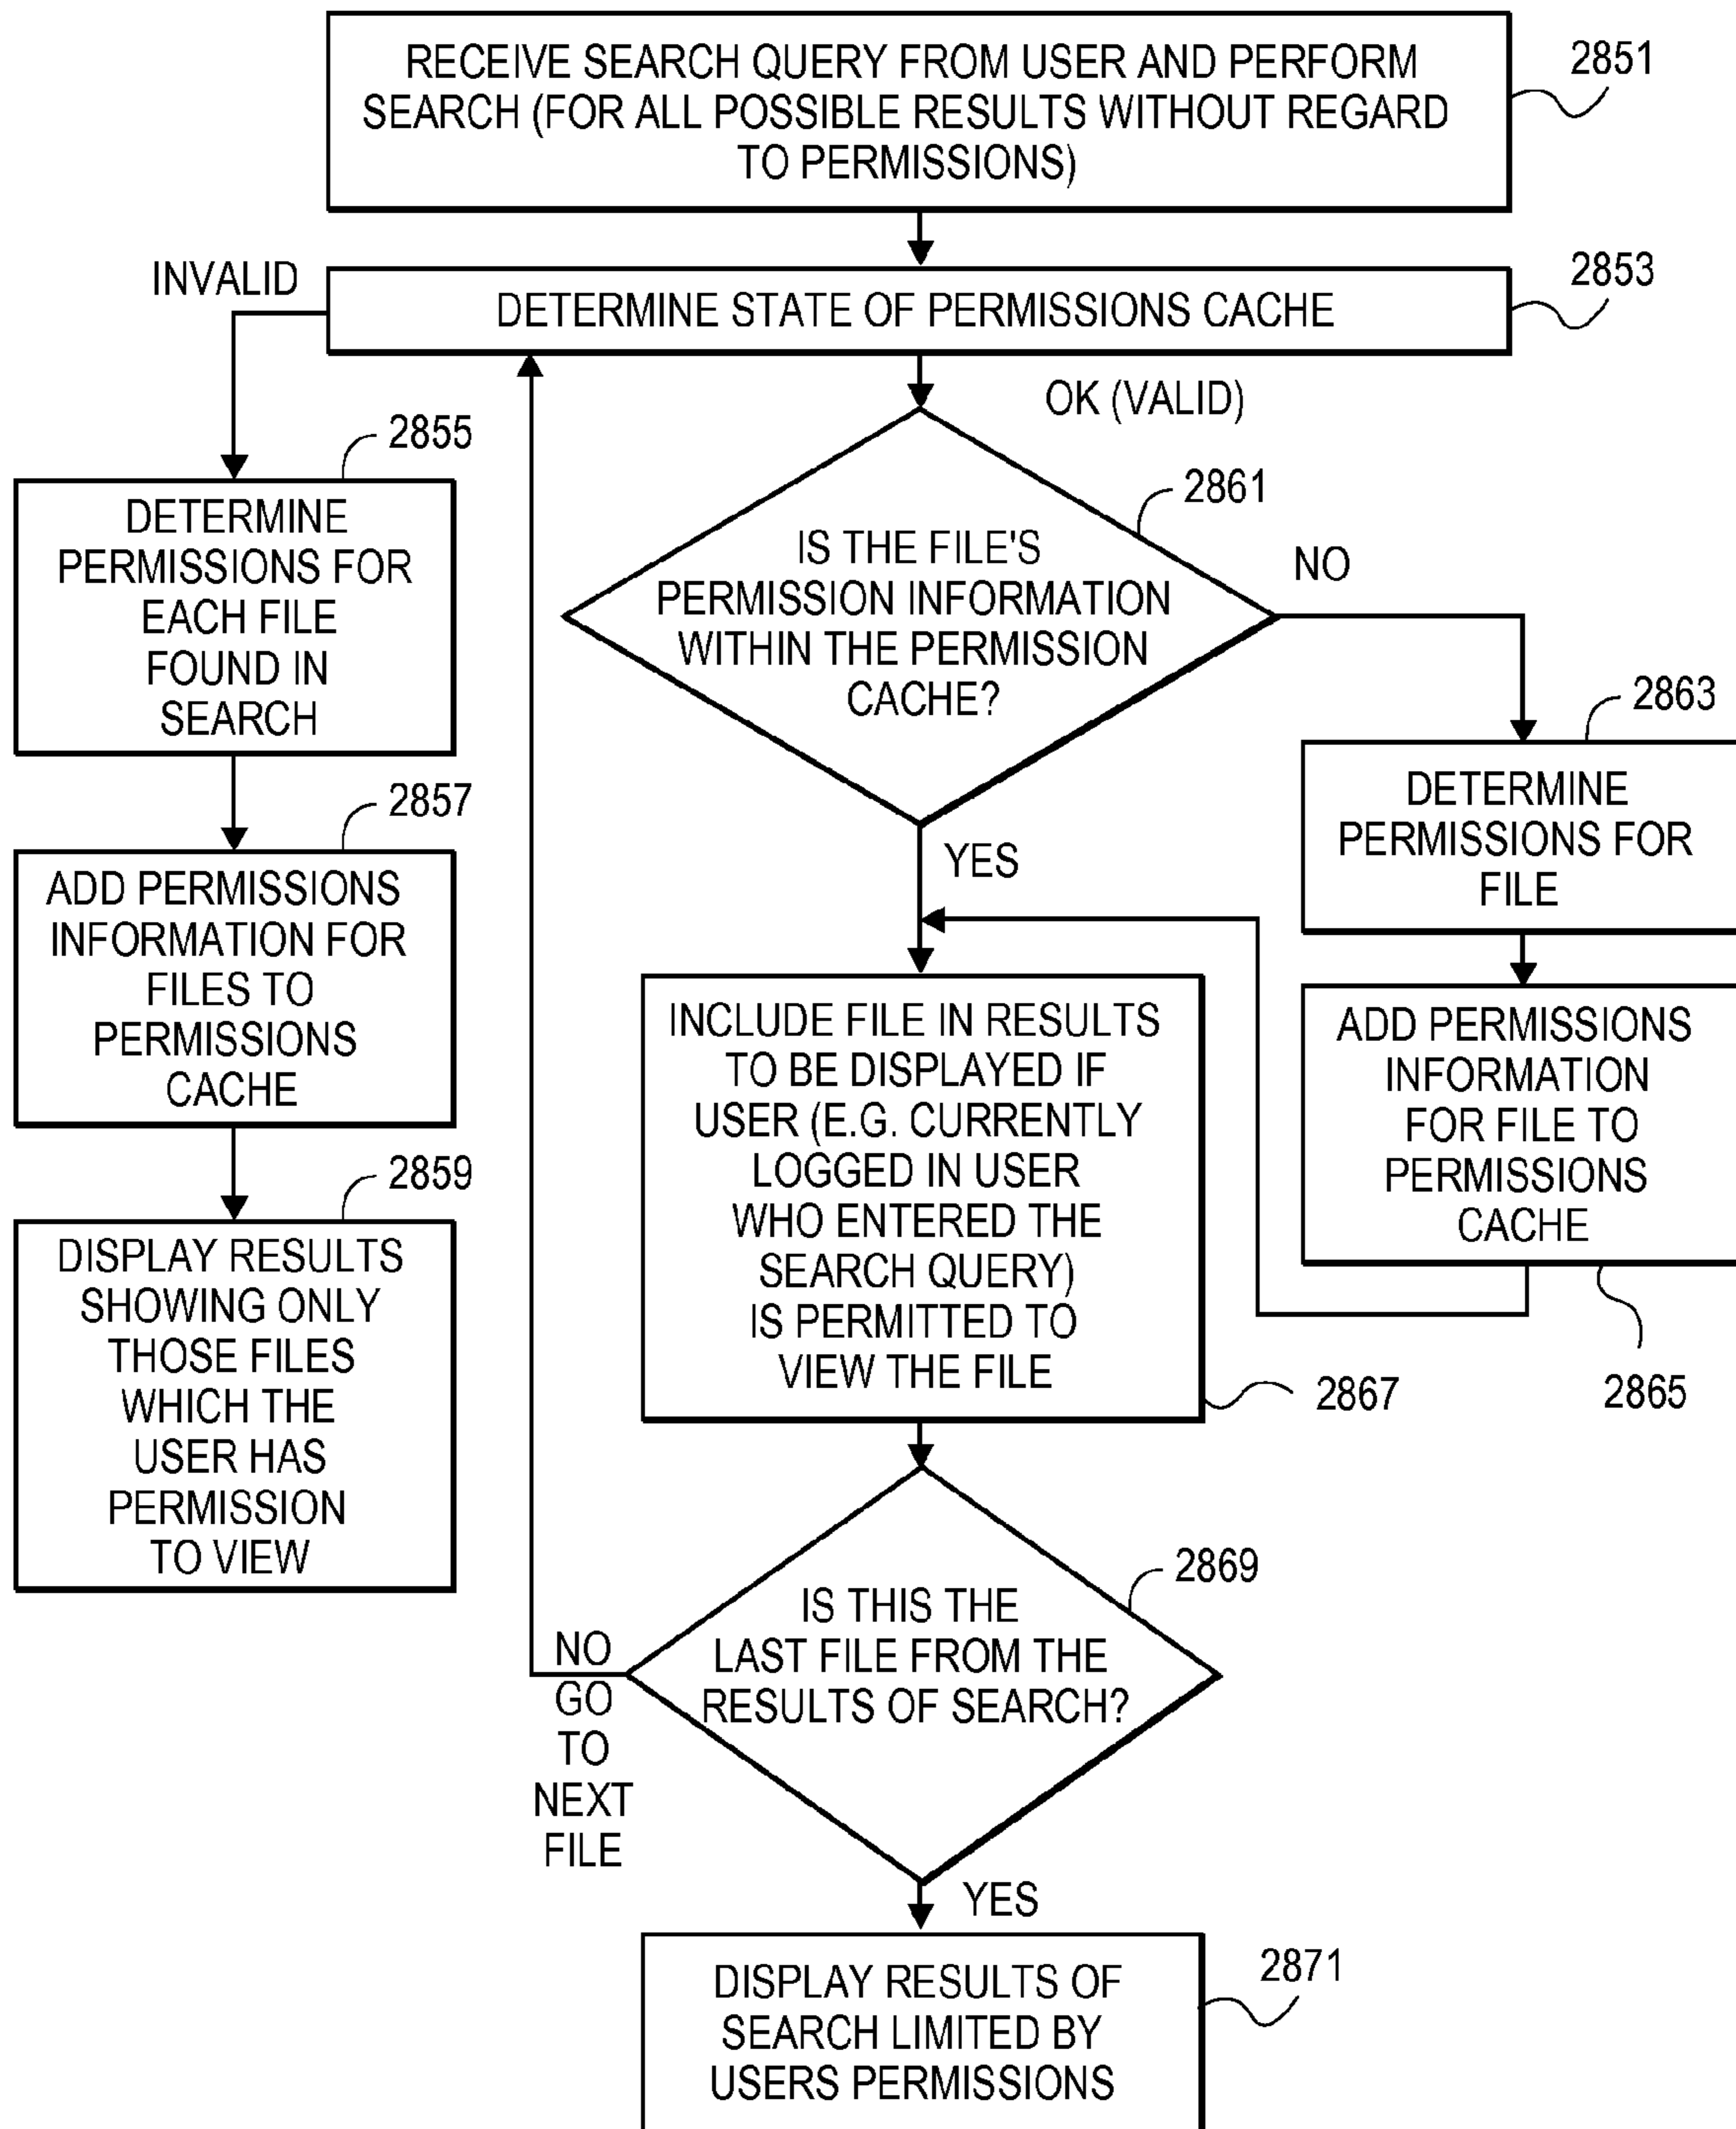 RECEIVE SEARCH QUERY FROM USER AND PERFORM
SEARCH (FOR ALL POSSIBLE RESULTS WITHOUT REGARD
TO PERMISSIONS)
2851
INVALID
DETERMINE STATE OF PERMISSIONS CACHE
2853
OK (VALID)
2855
DETERMINE
PERMISSIONS FOR
EACH FILE
FOUND IN
SEARCH
2857
ADD PERMISSIONS
INFORMATION FOR
FILES TO
PERMISSIONS
CACHE
2859
DISPLAY RESULTS
SHOWING ONLY
THOSE FILES
WHICH THE
USER HAS
PERMISSION
TO VIEW
2861
IS THE FILE'S
PERMISSION INFORMATION
WITHIN THE PERMISSION
CACHE?
NO
YES
2863
DETERMINE
PERMISSIONS FOR
FILE
ADD PERMISSIONS
INFORMATION
FOR FILE TO
PERMISSIONS
CACHE
2865
INCLUDE FILE IN RESULTS
TO BE DISPLAYED IF
USER (E.G. CURRENTLY
LOGGED IN USER
WHO ENTERED THE
SEARCH QUERY)
IS PERMITTED TO
VIEW THE FILE
2867
2869
IS THIS THE
LAST FILE FROM THE
RESULTS OF SEARCH?
NO
GO
TO
NEXT
FILE
YES
DISPLAY RESULTS OF
SEARCH LIMITED BY
USERS PERMISSIONS
2871